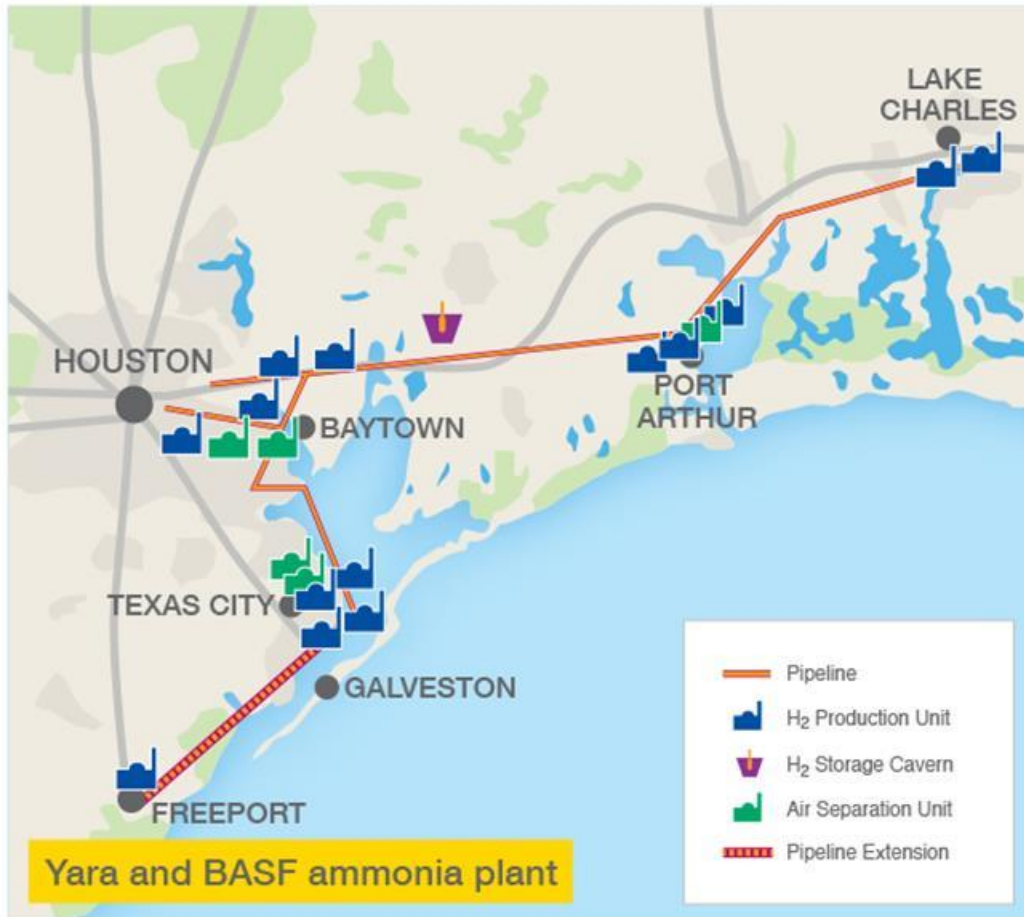 LAKE
CHARLES
HOUSTON
PORT
ARTHUR
BAYTOWN
TEXAS CITY
GALVESTON
FREEPORT
Yara and BASF ammonia plant
Pipeline
H₂ Production Unit
H₂ Storage Cavern
Air Separation Unit
Pipeline Extension